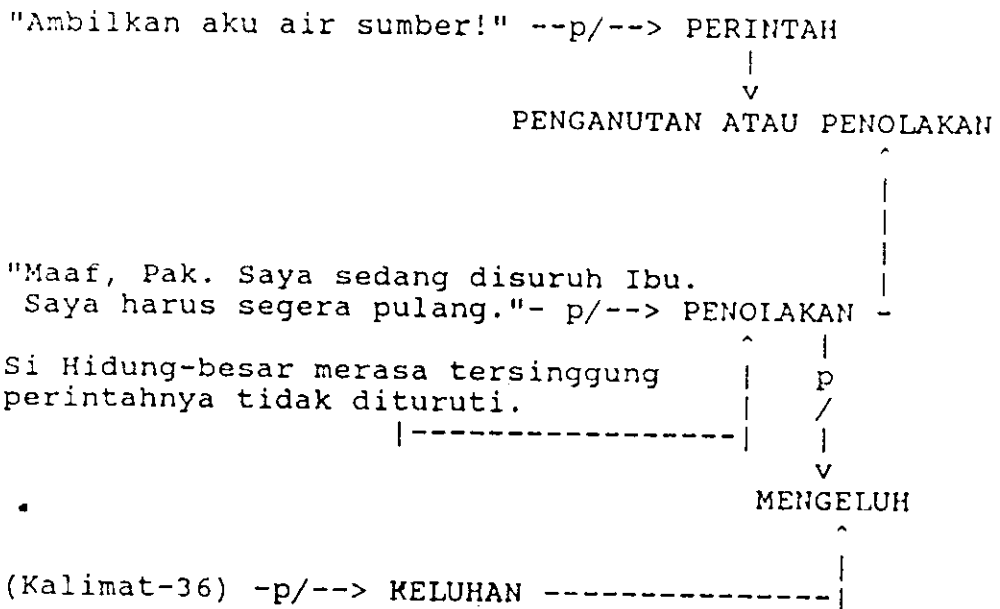 "Ambilkan aku air sumber!" --p/--> PERINTAH
|
v
PENGANUTAN ATAU PENOLAKAN
^
|
|
|
"Maaf, Pak. Saya sedang disuruh Ibu.
Saya harus segera pulang."- p/--> PENOLAKAN -
^ |
Si Hidung-besar merasa tersinggung | p
perintahnya tidak dituruti. | /
|-----------------| |
v
MENGELUH
^
|
(Kalimat-36) -p/--> KELUHAN ---------------|